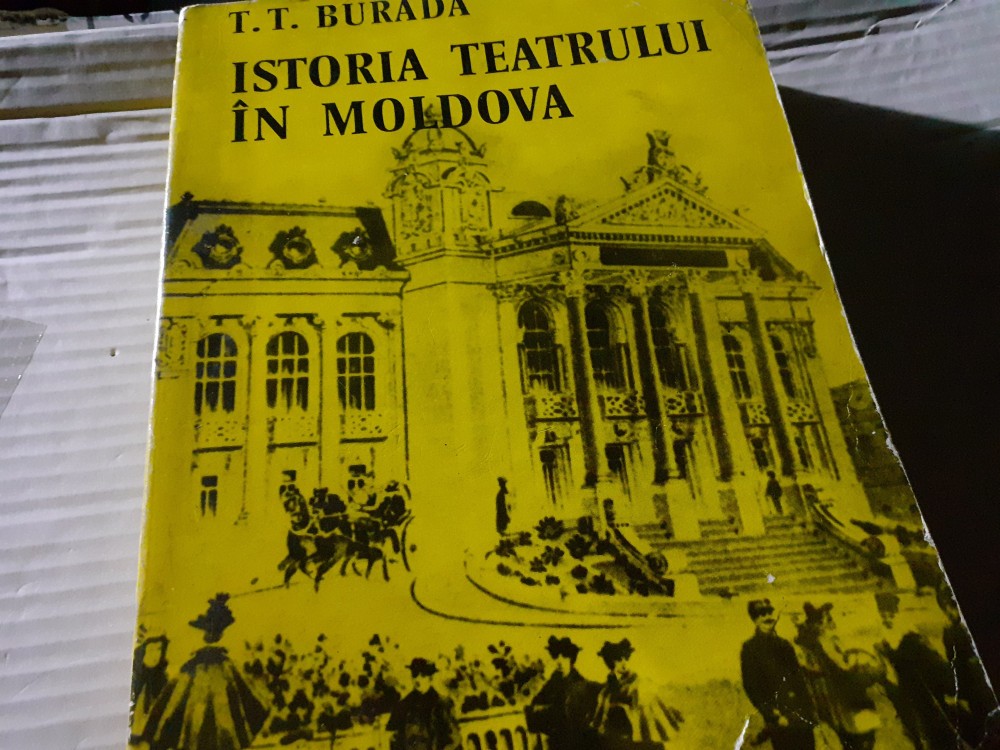 T. T. BURADA
ISTORIA TEATRULUI
ÎN MOLDOVA